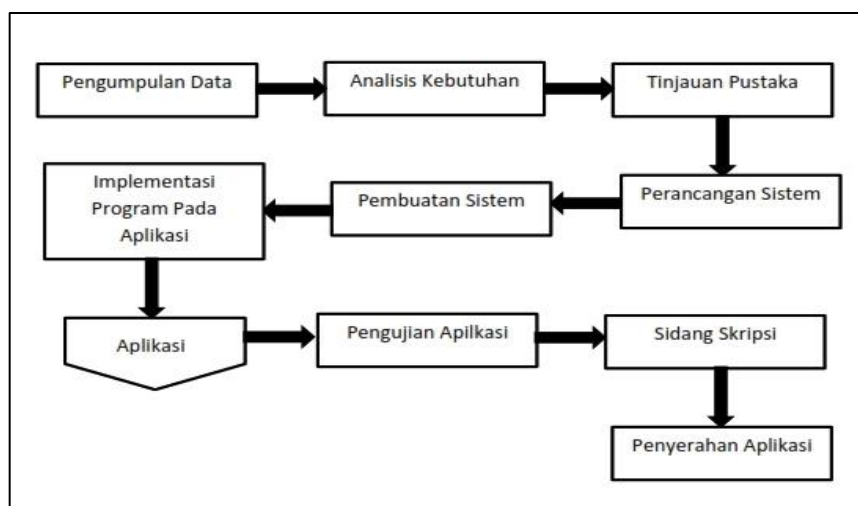 Pengumpulan Data
Analisis Kebutuhan
Tinjauan Pustaka
Perancangan Sistem
Pembuatan Sistem
Implementasi
Program Pada
Aplikasi
Aplikasi
Pengujian Apilkasi
Sidang Skripsi
Penyerahan Aplikasi